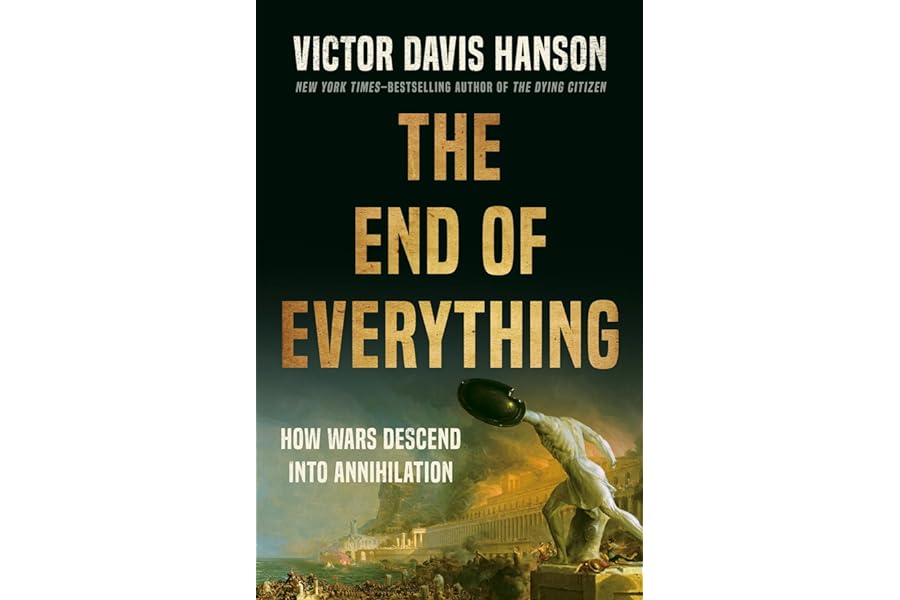 VICTOR DAVIS HANSON
NEW YORK TIMES–BESTSELLING AUTHOR OF THE DYING CITIZEN
THE
END OF
EVERYTHING
HOW WARS DESCEND
INTO ANNIHILATION